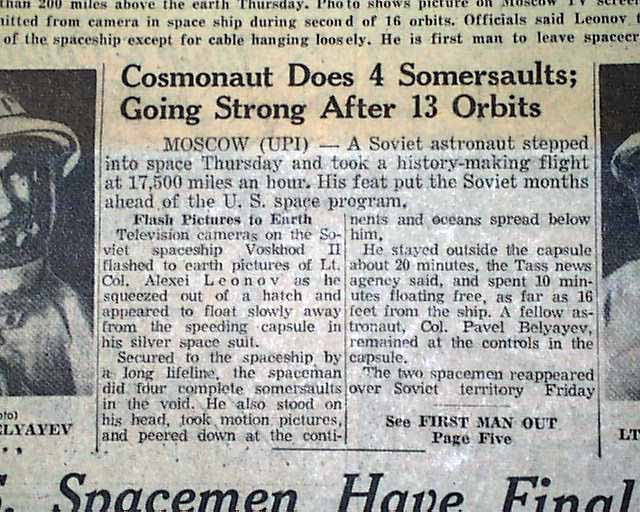 than 200 miles above the earth Thursday. Photo shows picture on Moscow TV screen
mitted from camera in space ship during second of 16 orbits. Officials said Leonov
of the spaceship except for cable hanging loosely. He is first man to leave spacecr
Cosmonaut Does 4 Somersaults;
Going Strong After 13 Orbits
MOSCOW (UPI) — A Soviet astronaut stepped
into space Thursday and took a history-making flight
at 17,500 miles an hour. His feat put the Soviet months
ahead of the U. S. space program.
Flash Pictures to Earth
Television cameras on the So-
viet spaceship Voskhod II
flashed to earth pictures of Lt.
Col. Alexei Leonov as he
squeezed out of a hatch and
appeared to float slowly away
from the speeding capsule in
his silver space suit.
Secured to the spaceship by
a long lifeline, the spaceman
did four complete somersaults
in the void. He also stood on
his head, took motion pictures,
and peered down at the conti-
nents and oceans spread below
him.
He stayed outside the capsule
about 20 minutes, the Tass news
agency said, and spent 10 min-
utes floating free, as far as 16
feet from the ship. A fellow as-
tronaut, Col. Pavel Belyayev,
remained at the controls in the
capsule.
The two spacemen reappeared
over Soviet territory Friday
See FIRST MAN OUT
Page Five
oto)
ELYAYEV
LT
S. Spacemen Have Final